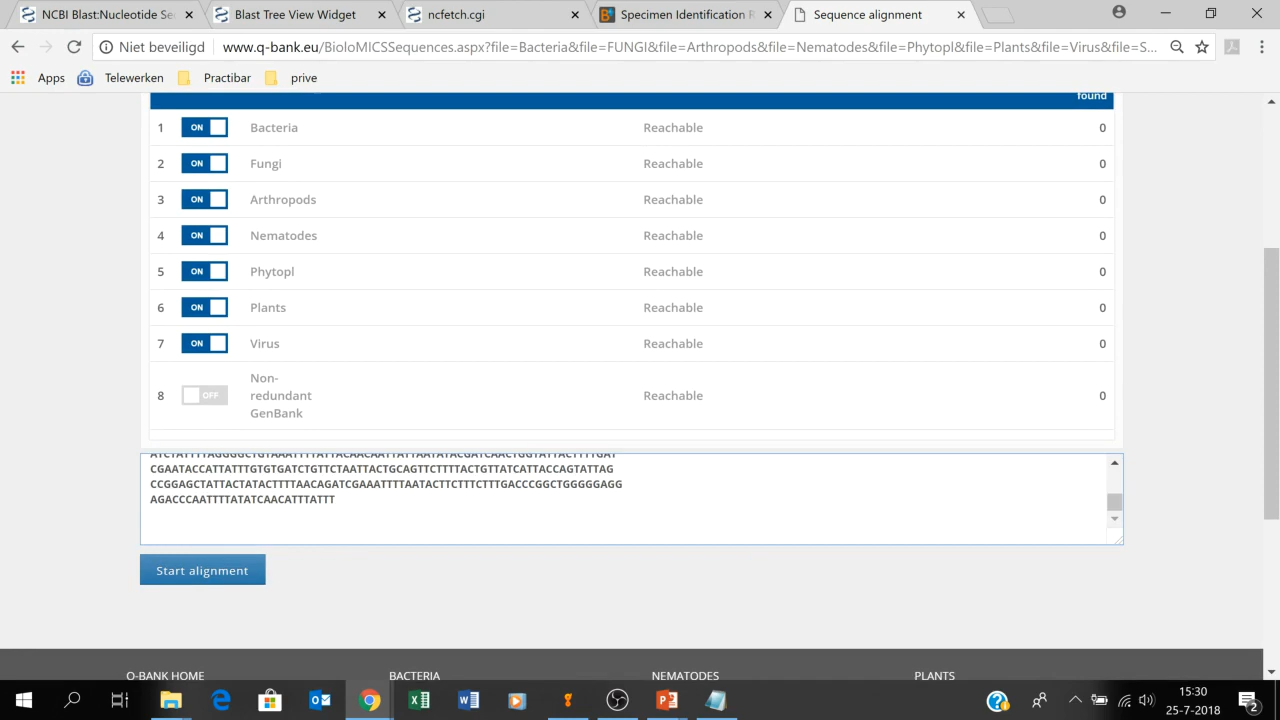 NCBI Blast:Nucleotide Se
Blast Tree View Widget
ncfetch.cgi
Specimen Identification R
Sequence alignment
Niet beveiligd
www.q-bank.eu/BioloMICSSequences.aspx?file=Bacteria&file=FUNGI&file=Arthropods&file=Nematodes&file=Phytopl&file=Plants&file=Virus&file=S...
Apps
Telewerken
Practibar
prive
found
1 ON Bacteria Reachable 0
2 ON Fungi Reachable 0
3 ON Arthropods Reachable 0
4 ON Nematodes Reachable 0
5 ON Phytopl Reachable 0
6 ON Plants Reachable 0
7 ON Virus Reachable 0
Non-
8 OFF redundant Reachable 0
GenBank
CGAATACCATTATTTGTGTGATCTGTTCTAATTACTGCAGTTCTTTTACTGTTATCATTACCAGTATTAG
CCGGAGCTATTACTATACTTTTAACAGATCGAAATTTTAATACTTCTTTCTTTGACCCGGCTGGGGGAGG
AGACCCAATTTTATATCAACATTTATTT
Start alignment
Q-BANK HOME
BACTERIA
NEMATODES
PLANTS
15:30
25-7-2018
2